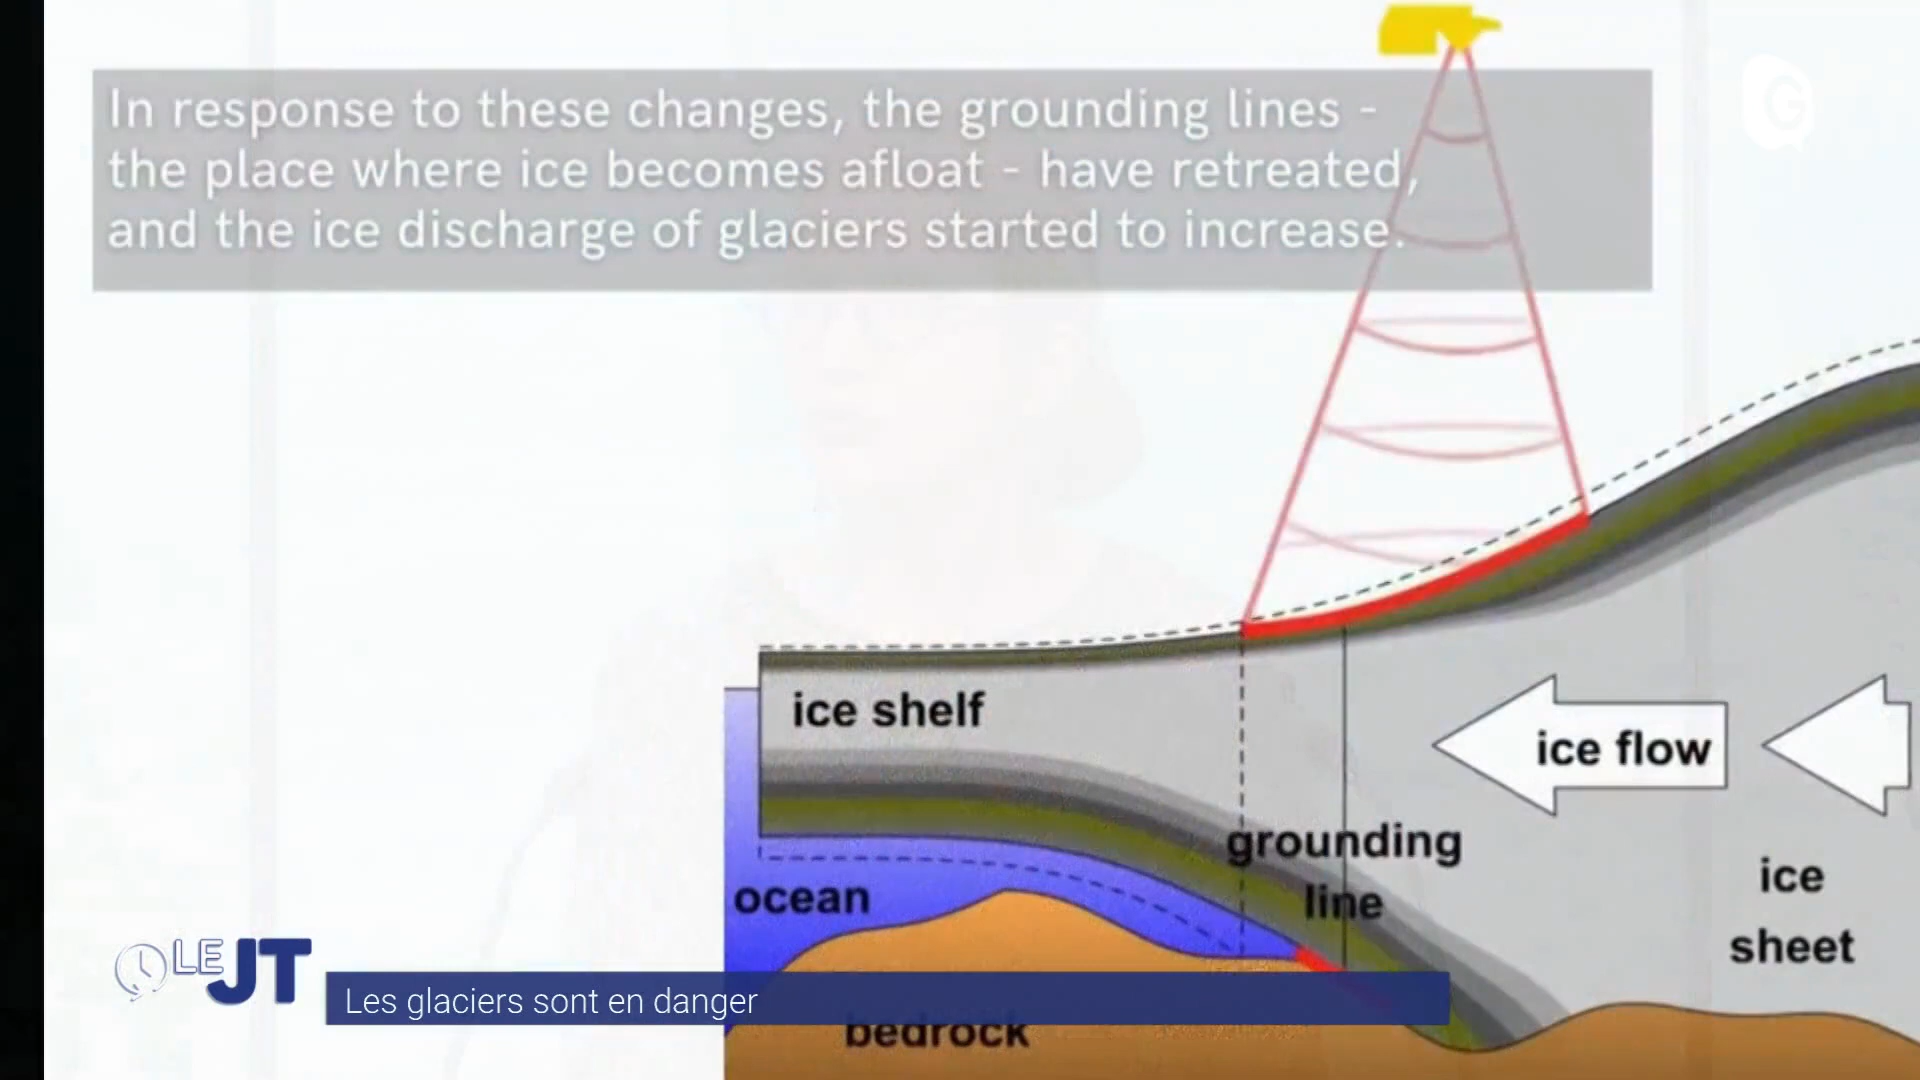 In response to these changes, the grounding lines -
the place where ice becomes afloat - have retreated,
and the ice discharge of glaciers started to increase.
G
ice shelf
ice flow
grounding
line
ice
sheet
ocean
bedrock
LE JT
Les glaciers sont en danger